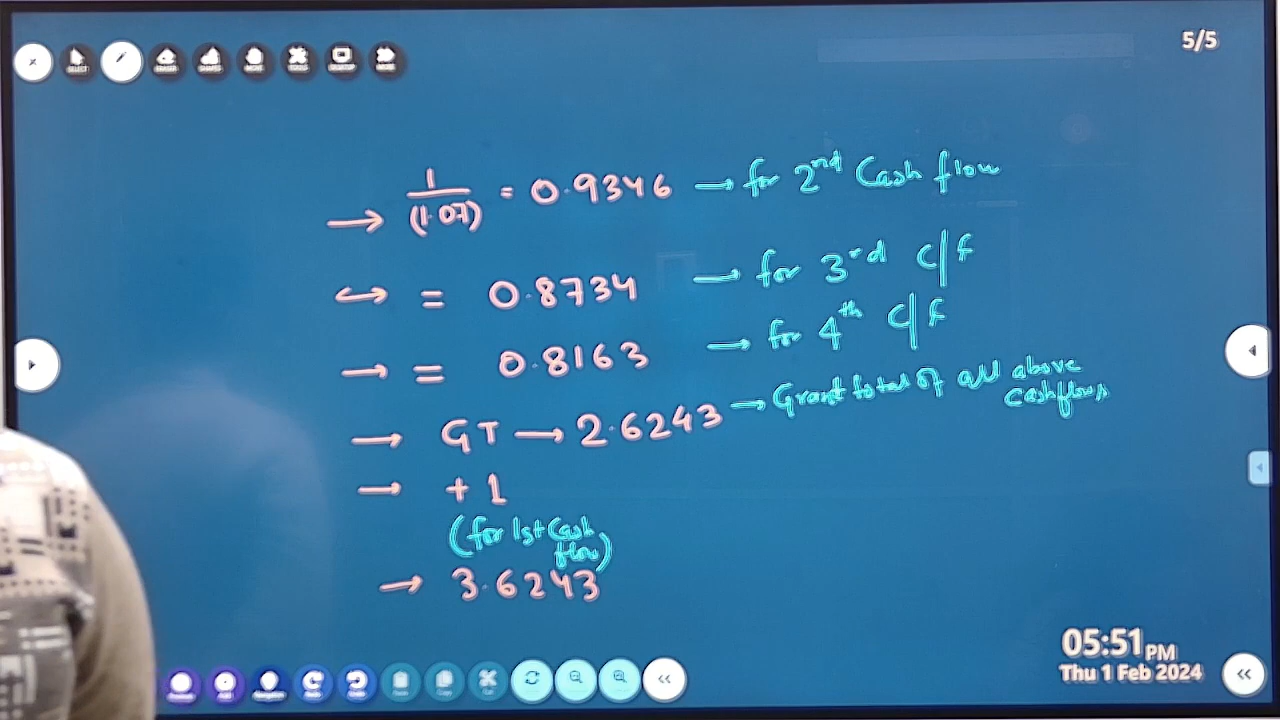 5/5
→ 1/(1.07) = 0.9346 → for 2nd Cash flow
↔ = 0.8734 → for 3rd c/f
→ = 0.8163 → for 4th c/f
→ GT → 2.6243 → Grant total of all above
cashflows
→ + 1
(for 1st Cash
flow)
→ 3.6243
05:51 PM
Thu 1 Feb 2024